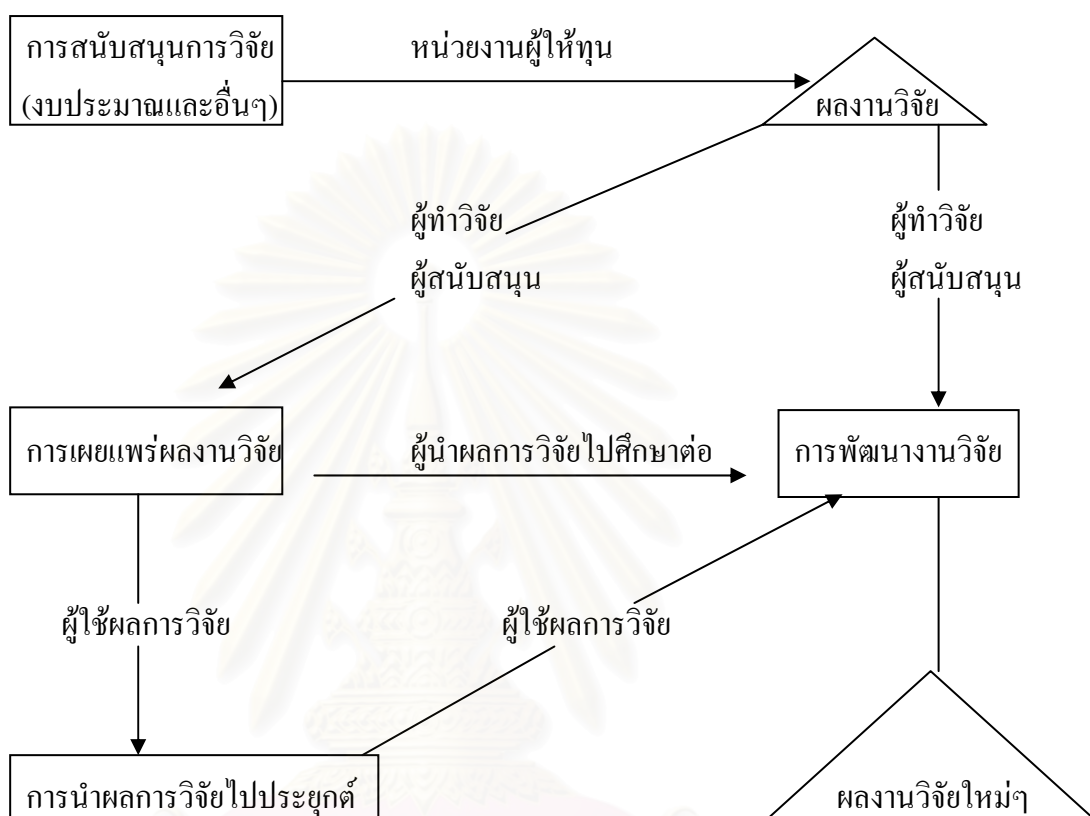 การสนับสนุนการวิจัย
(งบประมาณและอื่นๆ)
หน่วยงานผู้ให้ทุน
ผลงานวิจัย
ผู้ทำวิจัย
ผู้สนับสนุน
ผู้ทำวิจัย
ผู้สนับสนุน
การเผยแพร่ผลงานวิจัย
ผู้นำผลการวิจัยไปศึกษาต่อ
การพัฒนางานวิจัย
ผู้ใช้ผลการวิจัย
ผู้ใช้ผลการวิจัย
การนำผลการวิจัยไปประยุกต์
ผลงานวิจัยใหม่ๆ